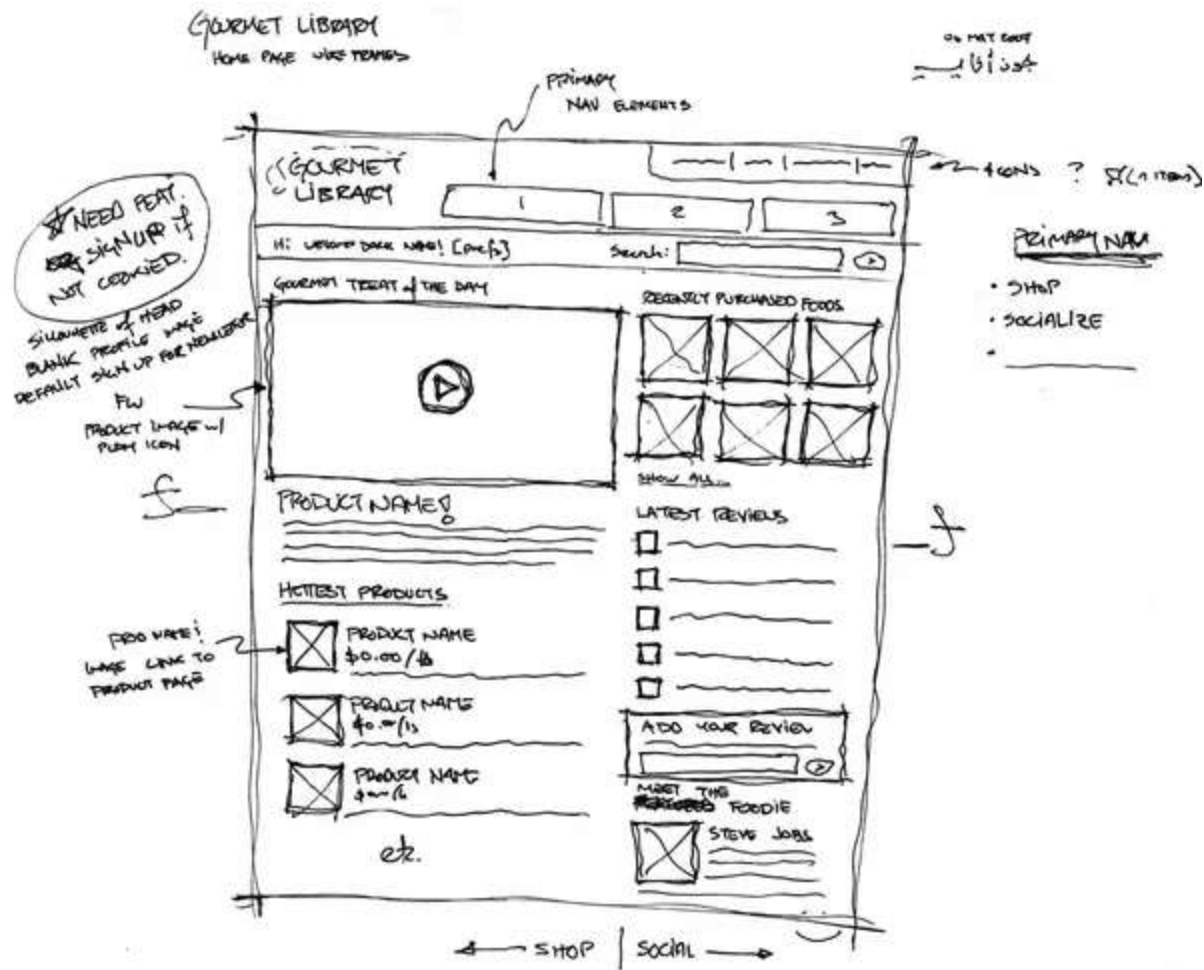 GOURMET LIBRARY
HOME PAGE WIREFRAMES
PRIMARY
NAV ELEMENTS
GOURMET
LIBRARY
1
2
3
ICONS ?
NEED FEAT.
SIGNUP if
NOT COOKIED.
Hi welcome back NAME!
Search:
PRIMARY NAV
• SHOP
• SOCIALIZE
•
SILHOUETTE of HEAD
BLANK PROFILE IMAGE
DEFAULT SIGN UP FOR NEWSLETTER
GOURMET TREAT of THE DAY
RECENTLY PURCHASED FOODS
PRODUCT IMAGE w/
PLAY ICON
SHOW ALL...
PRODUCT NAME!
LATEST REVIEWS
HOTTEST PRODUCTS
PRODUCT NAME
$0.00/lb
IMAGE LINK TO
PRODUCT PAGE
PRODUCT NAME
PRODUCT NAME
etc.
ADD YOUR REVIEW
MEET THE
FOODIE
STEVE JOBS
SHOP | SOCIAL